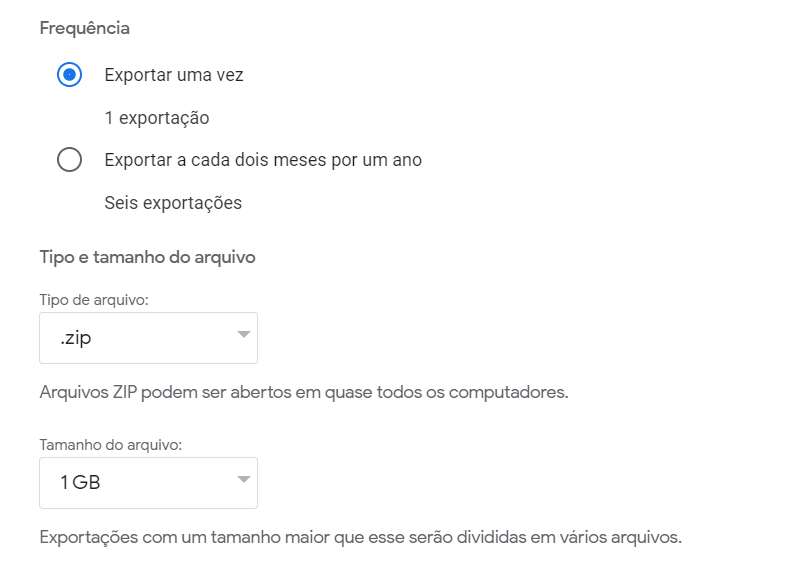 Frequência
Exportar uma vez
1 exportação
Exportar a cada dois meses por um ano
Seis exportações
Tipo e tamanho do arquivo
Tipo de arquivo:
.zip
Arquivos ZIP podem ser abertos em quase todos os computadores.
Tamanho do arquivo:
1 GB
Exportações com um tamanho maior que esse serão divididas em vários arquivos.